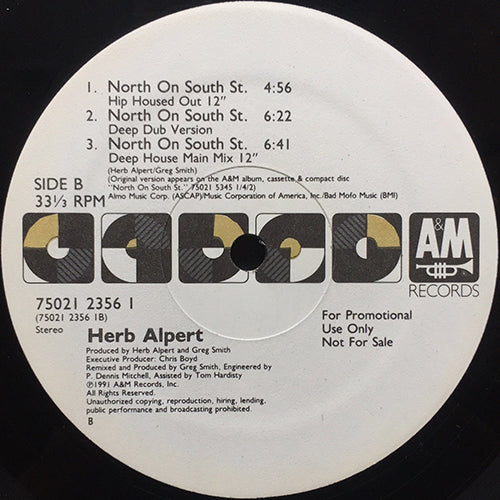 1. North On South St. 4:56
Hip Housed Out 12"
2. North On South St. 6:22
Deep Dub Version
3. North On South St. 6:41
Deep House Main Mix 12"
(Herb Alpert/Greg Smith)
(Original version appears on the A&M album, cassette & compact disc
"North On South St." 75021 5345 1/4/2)
Almo Music Corp. (ASCAP)/Music Corporation of America, Inc./Bad Mofo Music (BMI)
SIDE B
33⅓ RPM
A&M
RECORDS
75021 2356 1
(75021 2356 1B)
Stereo
Herb Alpert
For Promotional
Use Only
Not For Sale
Produced by Herb Alpert and Greg Smith
Executive Producer: Chris Boyd
Remixed and Produced by Greg Smith, Engineered by
P. Dennis Mitchell, Assisted by Tom Hardisty
℗1991 A&M Records, Inc.
All Rights Reserved.
Unauthorized copying, reproduction, hiring, lending,
public performance and broadcasting prohibited.
B